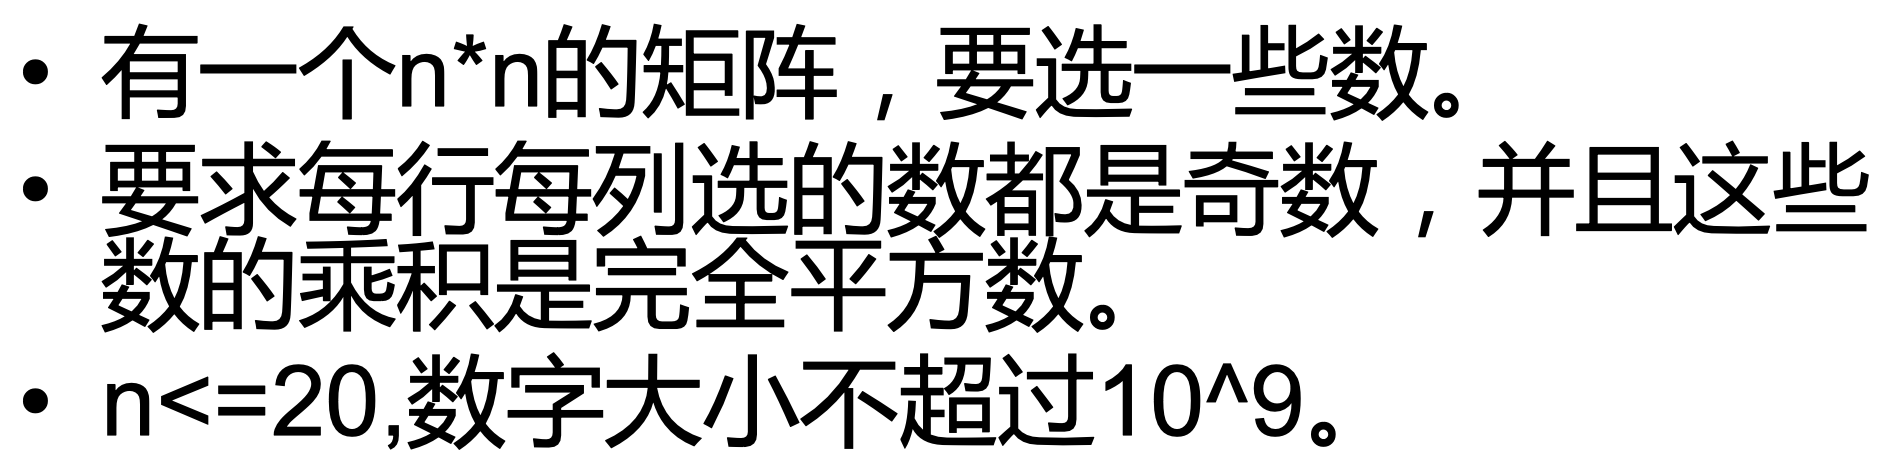 • 有一个n*n的矩阵，要选一些数。
• 要求每行每列选的数都是奇数，并且这些
数的乘积是完全平方数。
• n<=20,数字大小不超过10^9。